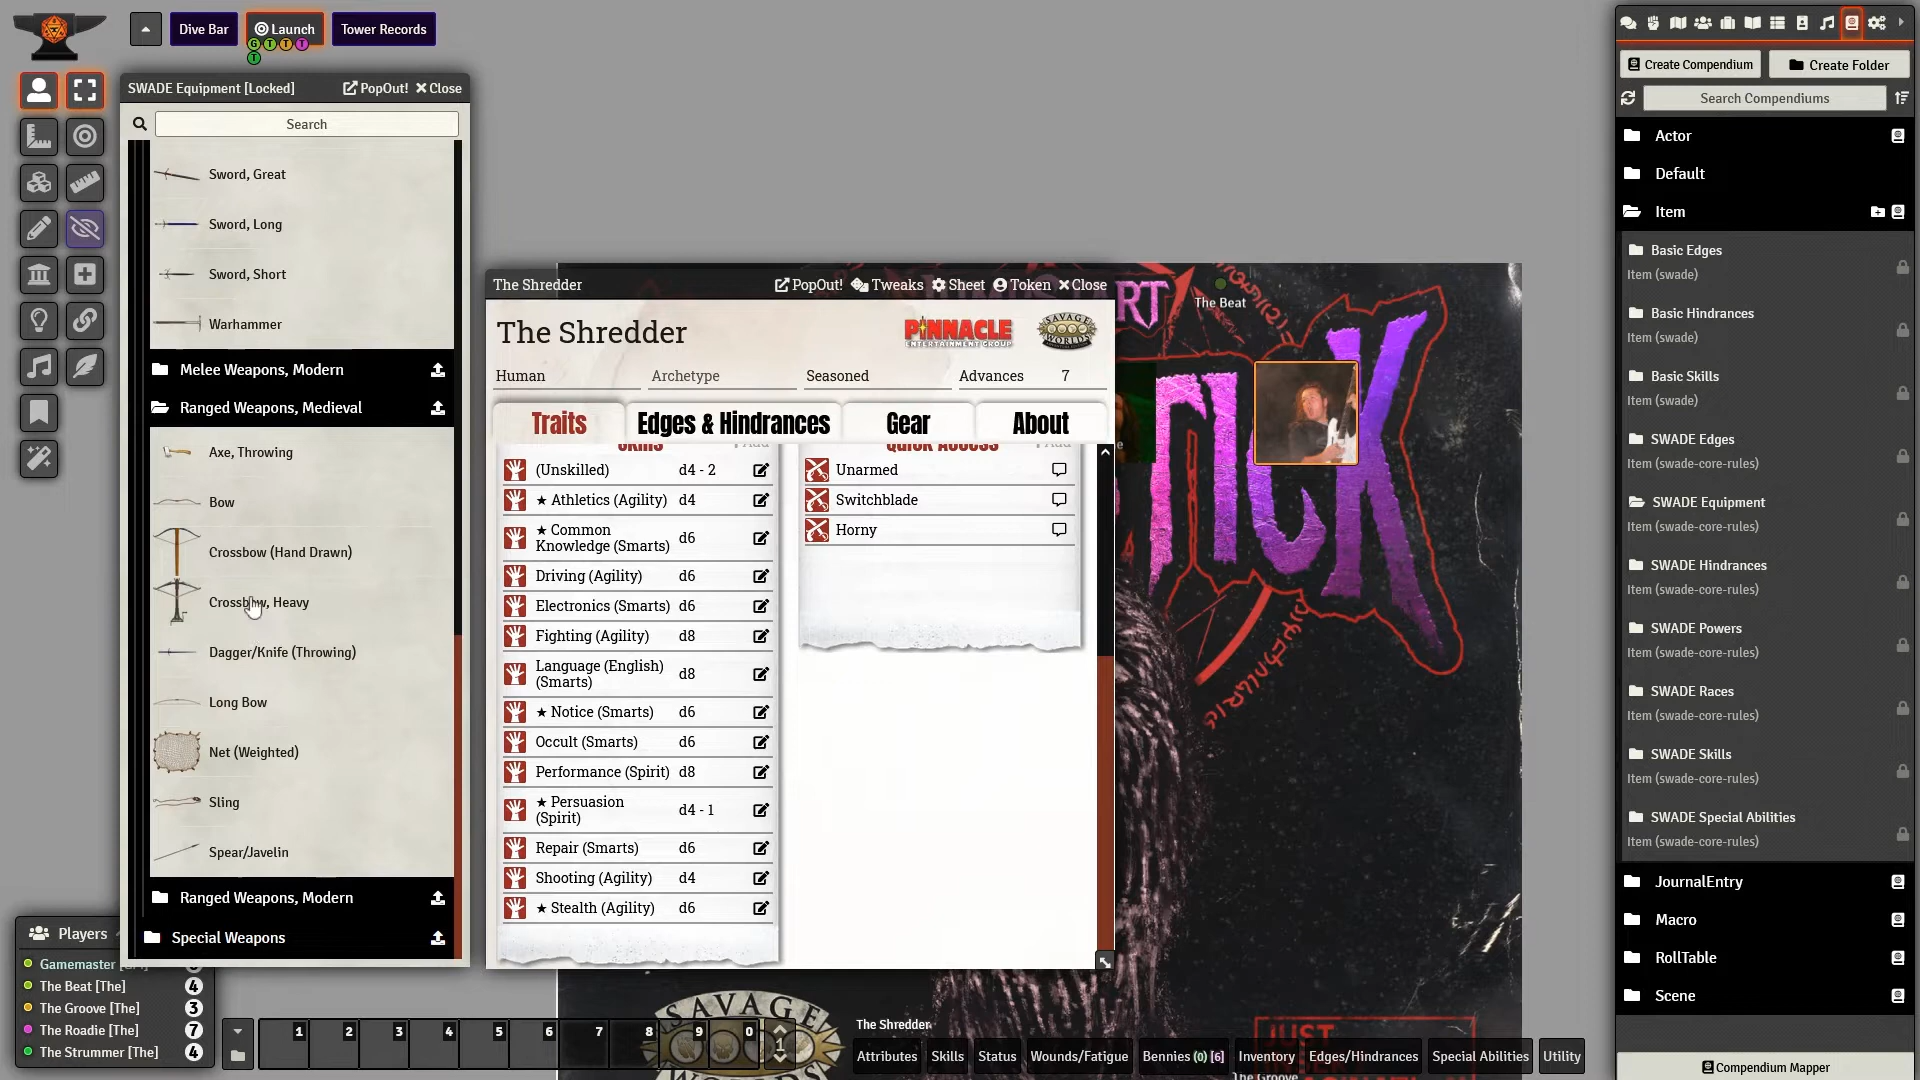 Dive Bar
Launch
Tower Records
G T T T
T
SWADE Equipment [Locked]
PopOut!
Close
Search
Sword, Great
Sword, Long
Sword, Short
Warhammer
Melee Weapons, Modern
Ranged Weapons, Medieval
Axe, Throwing
Bow
Crossbow (Hand Drawn)
Crossbow, Heavy
Dagger/Knife (Throwing)
Long Bow
Net (Weighted)
Sling
Spear/Javelin
Ranged Weapons, Modern
Special Weapons
Players
Gamemaster
The Beat [The] 4
The Groove [The] 3
The Roadie [The] 7
The Strummer [The] 4
The Shredder
PopOut! Tweaks Sheet Token Close
The Shredder
PINNACLE
ENTERTAINMENT GROUP
SAVAGE
WORLDS
Human
Archetype
Seasoned
Advances 7
Traits
Edges & Hindrances
Gear
About
Skills
Add
Quick Access
Add
(Unskilled) d4 - 2
★ Athletics (Agility) d4
★ Common
Knowledge (Smarts) d6
Driving (Agility) d6
Electronics (Smarts) d6
Fighting (Agility) d8
Language (English)
(Smarts) d8
★ Notice (Smarts) d6
Occult (Smarts) d6
Performance (Spirit) d8
★ Persuasion
(Spirit) d4 - 1
Repair (Smarts) d6
Shooting (Agility) d4
★ Stealth (Agility) d6
Unarmed
Switchblade
Horny
The Beat
SAVAGE
WORLDS
JUST
1 2 3 4 5 6 7 8 9 0
1
The Shredder
Attributes
Skills
Status
Wounds/Fatigue
Bennies (0) [6]
Inventory
Edges/Hindrances
Special Abilities
Utility
The Groove
Create Compendium
Create Folder
Search Compendiums
Actor
Default
Item
Basic Edges
Item (swade)
Basic Hindrances
Item (swade)
Basic Skills
Item (swade)
SWADE Edges
Item (swade-core-rules)
SWADE Equipment
Item (swade-core-rules)
SWADE Hindrances
Item (swade-core-rules)
SWADE Powers
Item (swade-core-rules)
SWADE Races
Item (swade-core-rules)
SWADE Skills
Item (swade-core-rules)
SWADE Special Abilities
Item (swade-core-rules)
JournalEntry
Macro
RollTable
Scene
Compendium Mapper